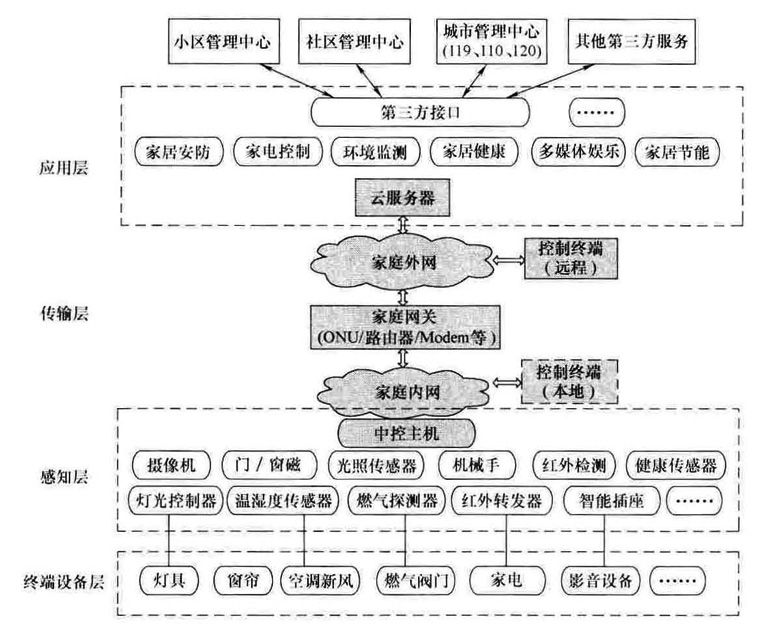 小区管理中心
社区管理中心
城市管理中心
(119、110、120)
其他第三方服务
第三方接口
……
家居安防
家电控制
环境监测
家居健康
多媒体娱乐
家居节能
应用层
云服务器
家庭外网
控制终端
(远程)
传输层
家庭网关
(ONU/路由器/Modem等)
家庭内网
控制终端
(本地)
中控主机
感知层
摄像机
门/窗磁
光照传感器
机械手
红外检测
健康传感器
灯光控制器
温湿度传感器
燃气探测器
红外转发器
智能插座
……
终端设备层
灯具
窗帘
空调新风
燃气阀门
家电
影音设备
……